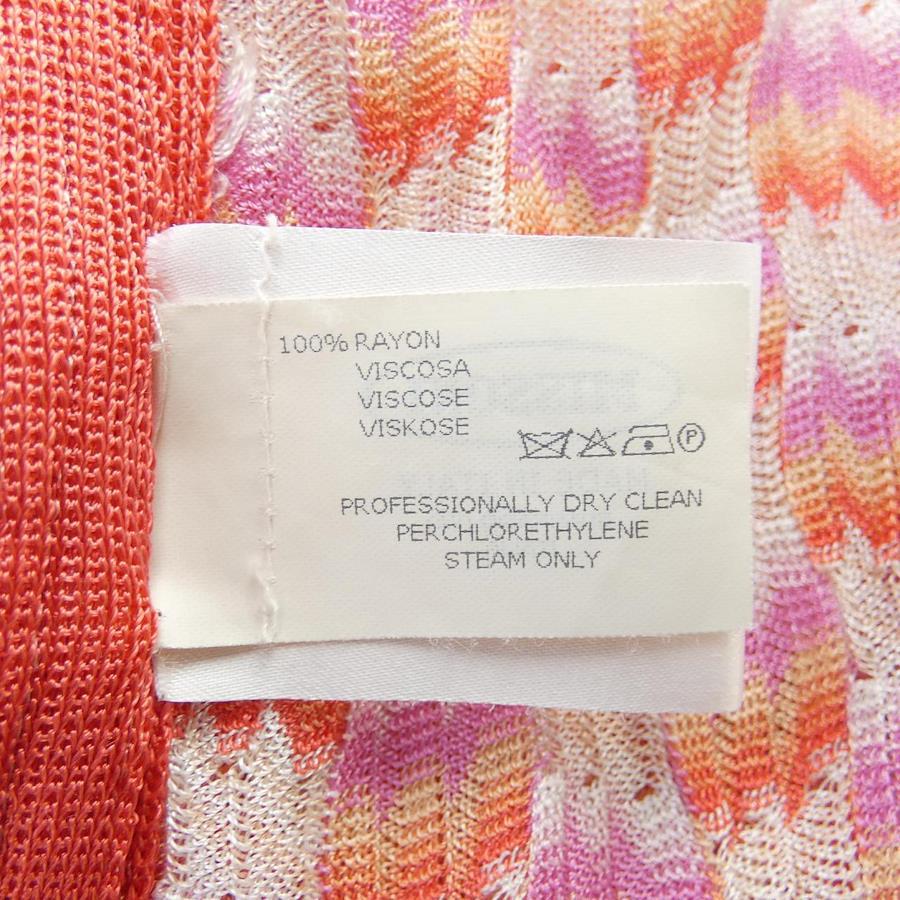 100% RAYON
VISCOSA
VISCOSE
VISKOSE
P
PROFESSIONALLY DRY CLEAN
PERCHLORETHYLENE
STEAM ONLY